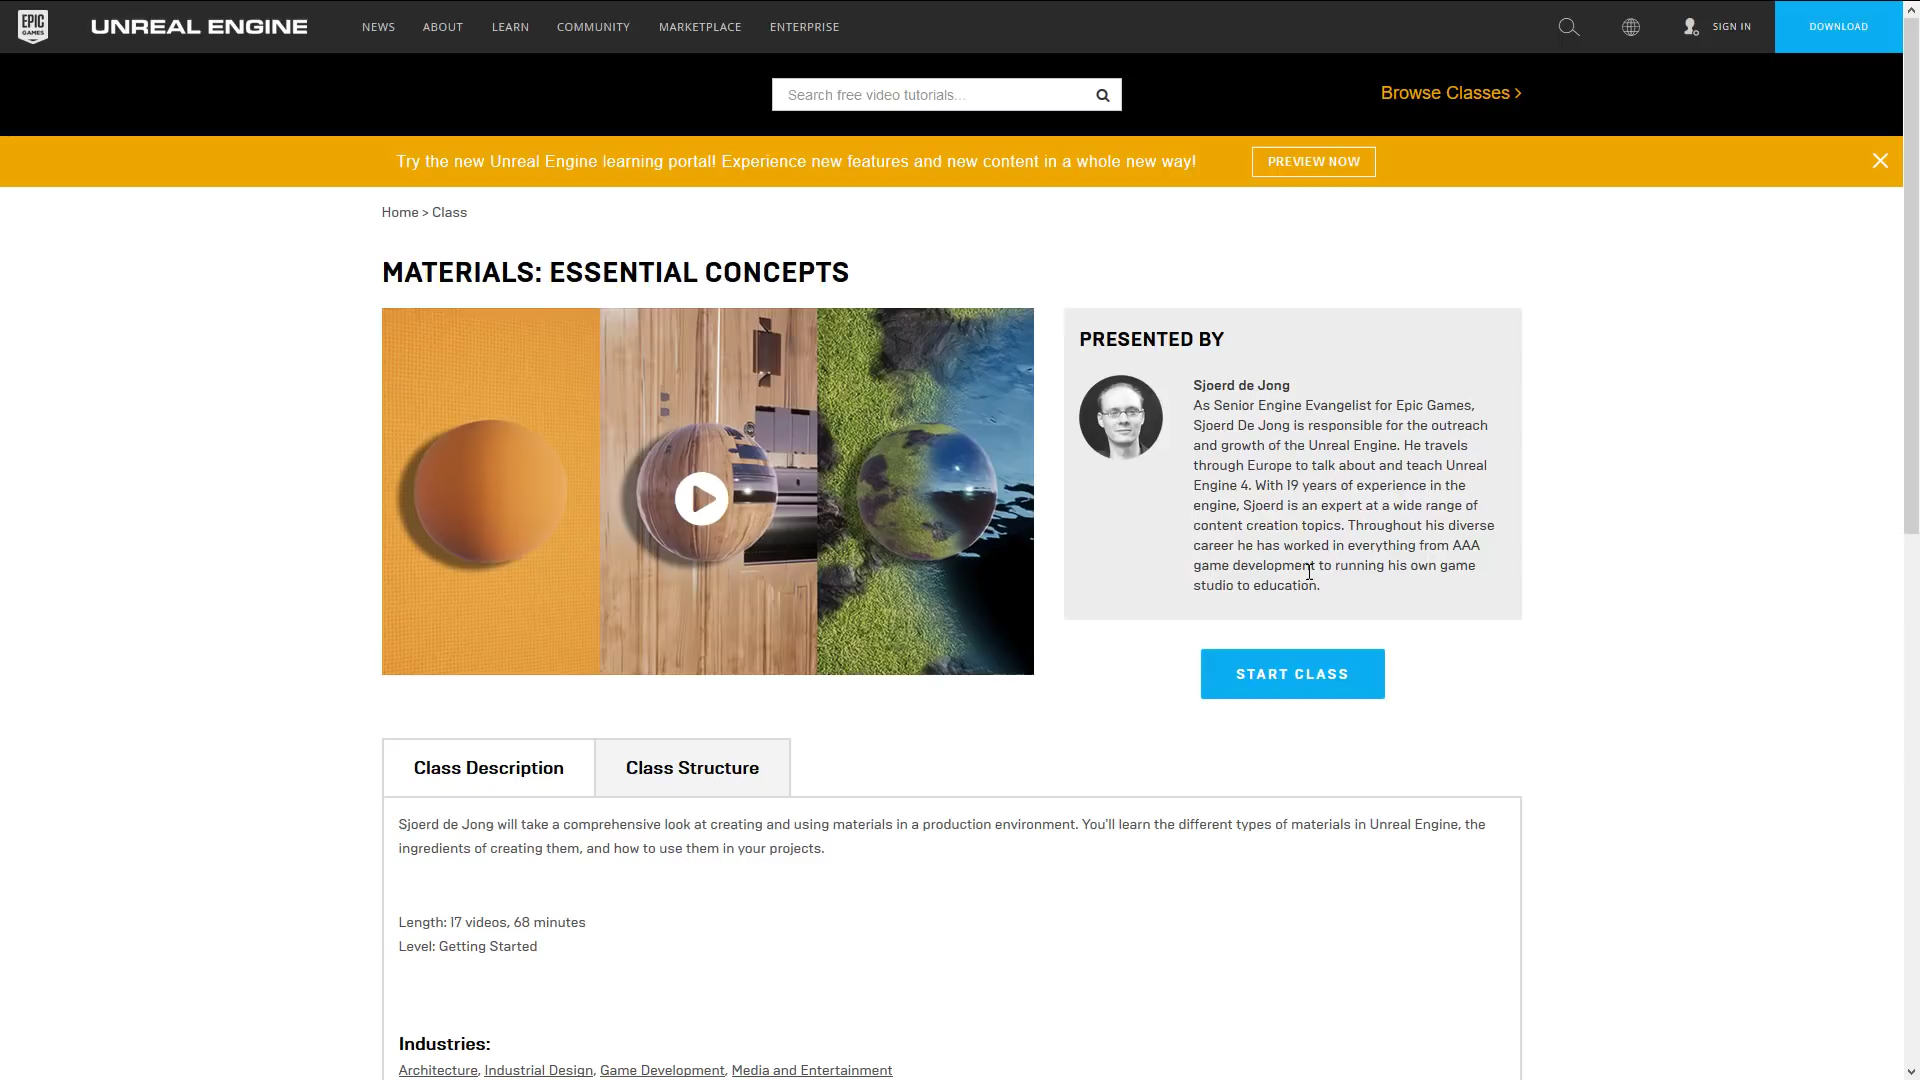 EPIC GAMES
UNREAL ENGINE
NEWS
ABOUT
LEARN
COMMUNITY
MARKETPLACE
ENTERPRISE
SIGN IN
DOWNLOAD
Search free video tutorials...
Browse Classes >
Try the new Unreal Engine learning portal! Experience new features and new content in a whole new way!
PREVIEW NOW
Home > Class
MATERIALS: ESSENTIAL CONCEPTS
PRESENTED BY
Sjoerd de Jong
As Senior Engine Evangelist for Epic Games,
Sjoerd De Jong is responsible for the outreach
and growth of the Unreal Engine. He travels
through Europe to talk about and teach Unreal
Engine 4. With 19 years of experience in the
engine, Sjoerd is an expert at a wide range of
content creation topics. Throughout his diverse
career he has worked in everything from AAA
game development to running his own game
studio to education.
START CLASS
Class Description
Class Structure
Sjoerd de Jong will take a comprehensive look at creating and using materials in a production environment. You'll learn the different types of materials in Unreal Engine, the
ingredients of creating them, and how to use them in your projects.
Length: 17 videos, 68 minutes
Level: Getting Started
Industries:
Architecture, Industrial Design, Game Development, Media and Entertainment